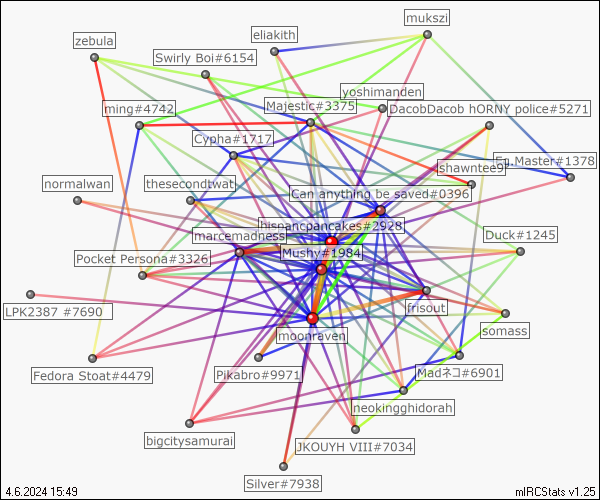 mukszi
eliakith
zebula
Swirly Boi#6154
yoshimanden
ming#4742
Majestic#3375
DacobDacob hORNY police#5271
Cypha#1717
shawntee9
Eg.Master#1378
normalwan
thesecondtwat
Can anything be saved#0396
hispanicpancakes#2928
marcemadness
Duck#1245
Mushy#1984
Pocket Persona#3326
LPK2387 #7690
frisout
somass
moonraven
Fedora Stoat#4479
Pikabro#9971
Madネコ#6901
neokingghidorah
bigcitysamurai
JKOUYH VIII#7034
Silver#7938
4.6.2024 15:49
mIRCStats v1.25